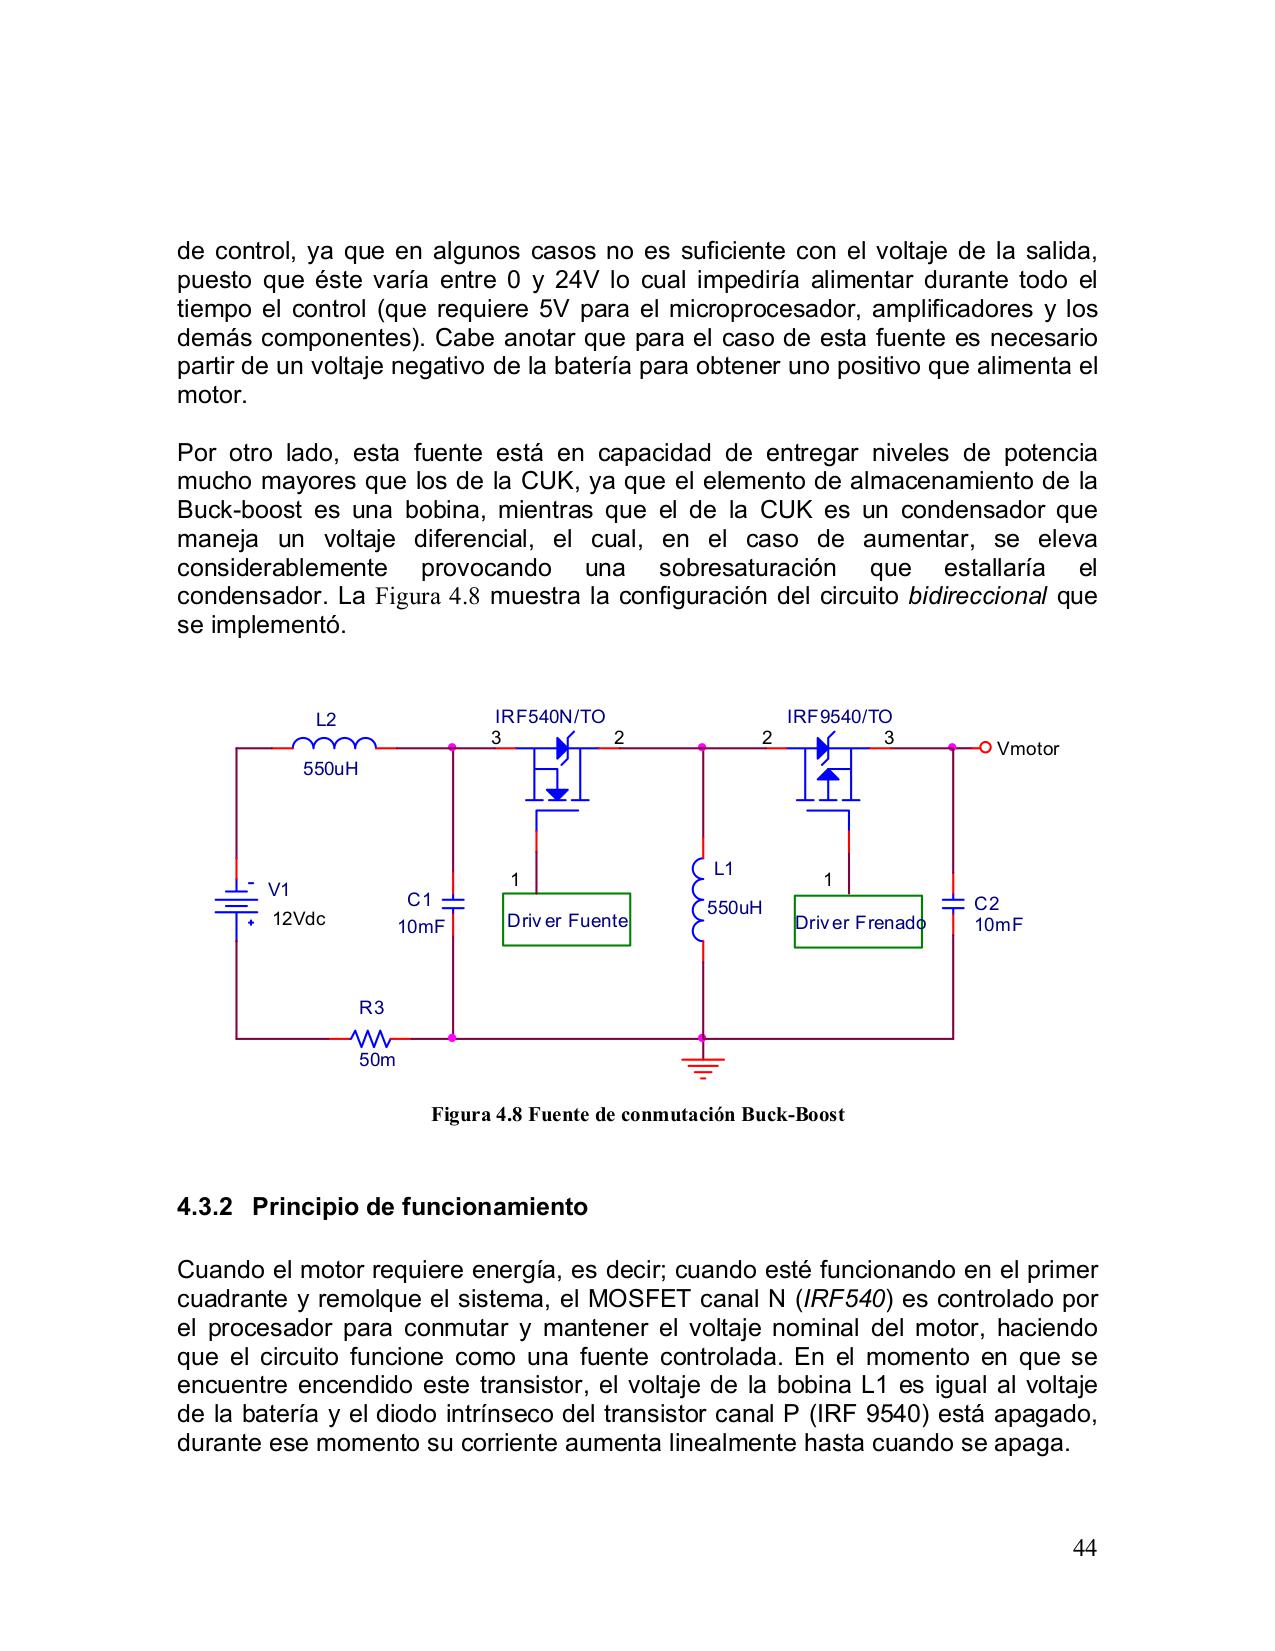 de control, ya que en algunos casos no es suficiente con el voltaje de la salida,
puesto que éste varía entre 0 y 24V lo cual impediría alimentar durante todo el
tiempo el control (que requiere 5V para el microprocesador, amplificadores y los
demás componentes). Cabe anotar que para el caso de esta fuente es necesario
partir de un voltaje negativo de la batería para obtener uno positivo que alimenta el
motor.
Por otro lado, esta fuente está en capacidad de entregar niveles de potencia
mucho mayores que los de la CUK, ya que el elemento de almacenamiento de la
Buck-boost es una bobina, mientras que el de la CUK es un condensador que
maneja un voltaje diferencial, el cual, en el caso de aumentar, se eleva
considerablemente provocando una sobresaturación que estallaría el
condensador. La Figura 4.8 muestra la configuración del circuito bidireccional que
se implementó.
L2
550uH
IRF540N/TO
3
2
IRF9540/TO
2
3
Vmotor
V1
12Vdc
-
+
C1
10mF
1
Driver Fuente
L1
550uH
1
Driver Frenado
C2
10mF
R3
50m
Figura 4.8 Fuente de conmutación Buck-Boost
4.3.2 Principio de funcionamiento
Cuando el motor requiere energía, es decir; cuando esté funcionando en el primer
cuadrante y remolque el sistema, el MOSFET canal N (IRF540) es controlado por
el procesador para conmutar y mantener el voltaje nominal del motor, haciendo
que el circuito funcione como una fuente controlada. En el momento en que se
encuentre encendido este transistor, el voltaje de la bobina L1 es igual al voltaje
de la batería y el diodo intrínseco del transistor canal P (IRF 9540) está apagado,
durante ese momento su corriente aumenta linealmente hasta cuando se apaga.
44